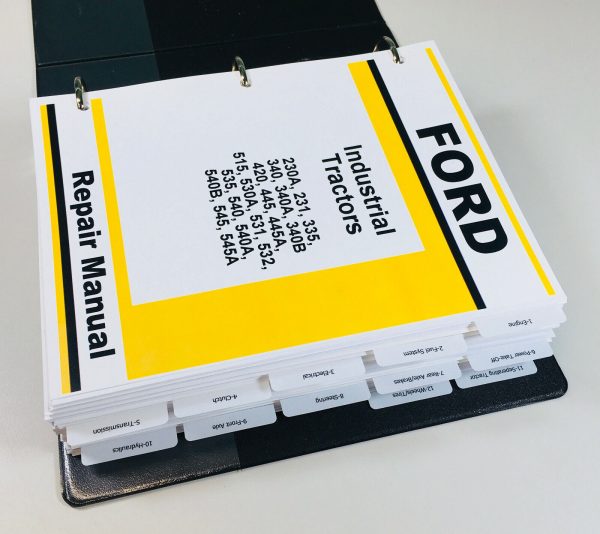 FORD
Industrial
Tractors
230A, 231, 335,
340, 340A, 340B
420, 445, 445A,
515, 530A, 531, 532,
535, 540, 540A,
540B, 545, 545A
Repair Manual
1-Engine
2-Fuel System
3-Electrical
4-Clutch
5-Transmission
6-Power Take-Off
7-Rear Axle/Brakes
8-Steering
9-Front Axle
10-Hydraulics
11-Seperating Tractor
12-Wheels/Tires